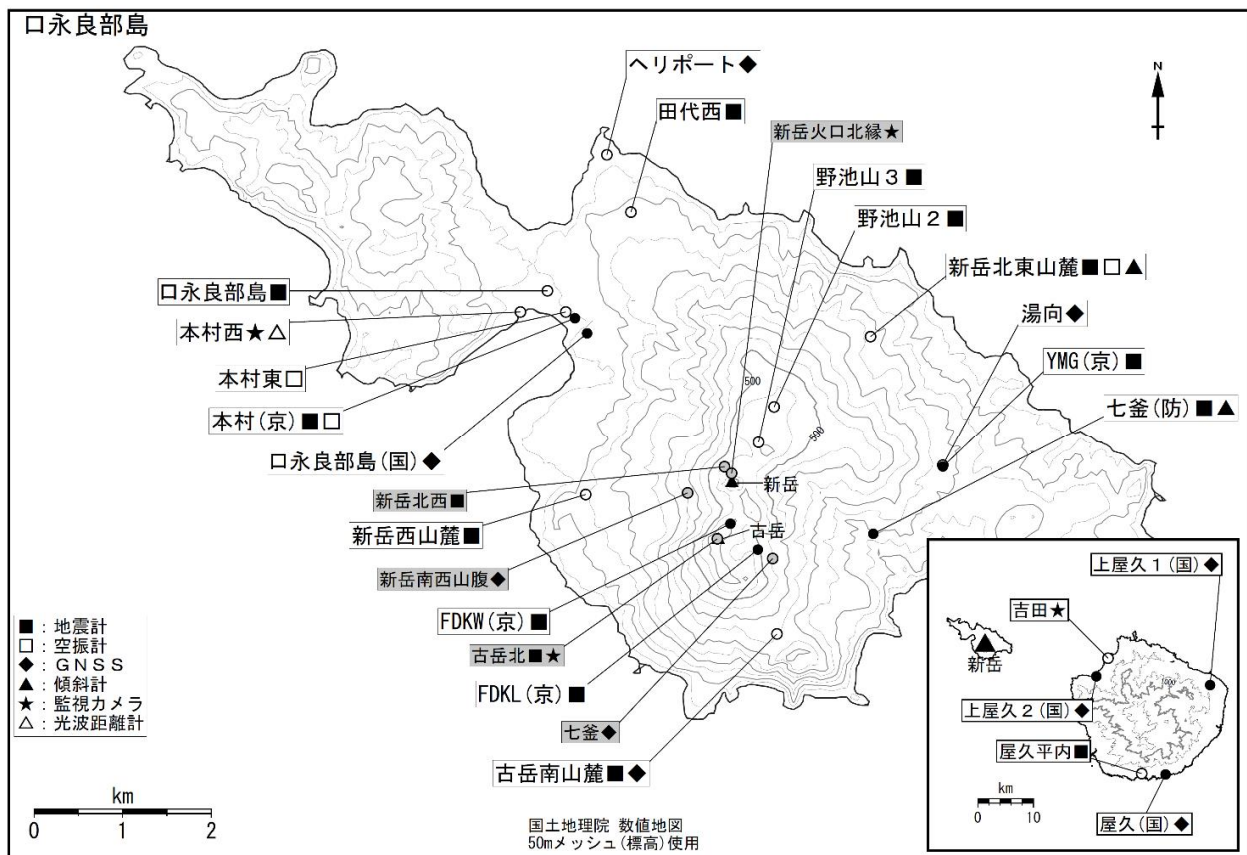 口永良部島
N
ヘリポート◆
田代西■
新岳火口北縁★
野池山3■
野池山2■
新岳北東山麓■□▲
口永良部島■
湯向◆
本村西★△
YMG(京)■
本村東□
500
七釜(防)■▲
本村(京)■□
500
口永良部島(国)◆
新岳
新岳北西■
新岳西山麓■
古岳
新岳南西山腹◆
FDKW(京)■
古岳北■★
FDKL(京)■
七釜◆
古岳南山麓■◆
■:地震計
□:空振計
◆:GNSS
▲:傾斜計
★:監視カメラ
△:光波距離計
km
0 1 2
国土地理院 数値地図
50mメッシュ(標高)使用
上屋久1(国)◆
吉田★
新岳
1000
上屋久2(国)◆
屋久平内■
km
0 10
屋久(国)◆